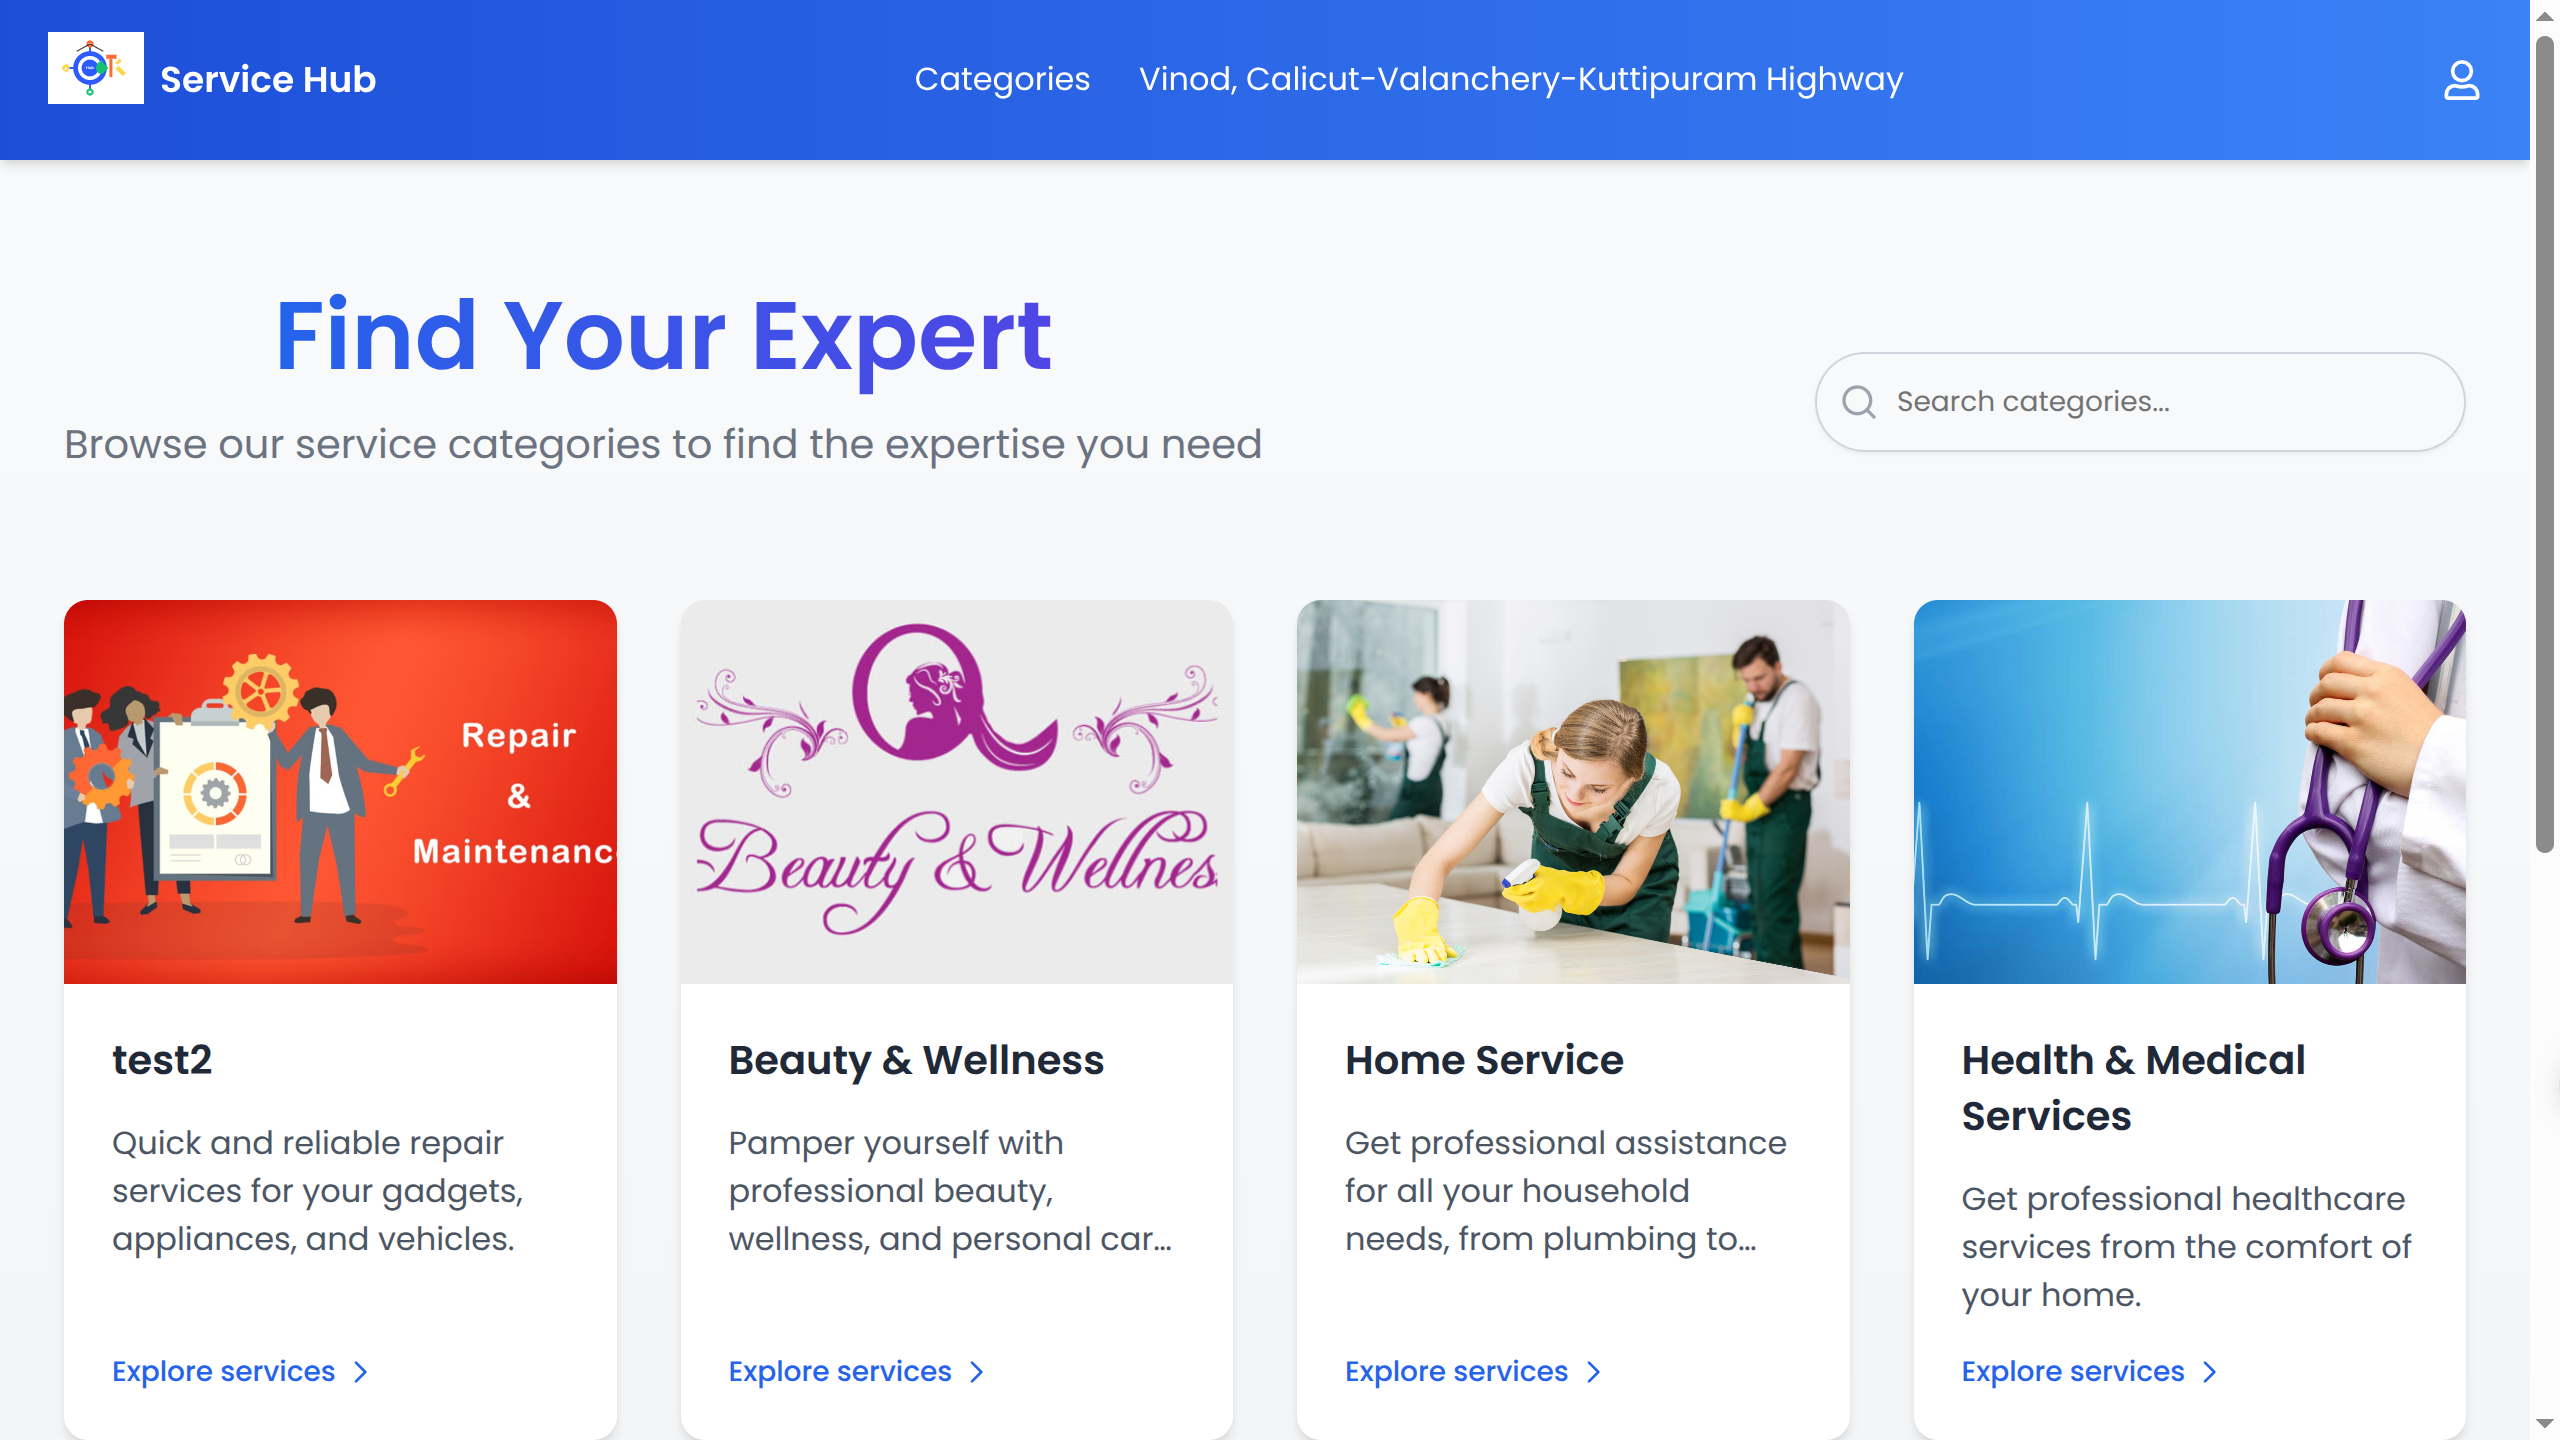 Service Hub
Categories
Vinod, Calicut-Valanchery-Kuttipuram Highway
Find Your Expert
Browse our service categories to find the expertise you need
Search categories...
Repair
&
Maintenanc
Beauty & Wellnes
test2
Quick and reliable repair
services for your gadgets,
appliances, and vehicles.
Explore services
Beauty & Wellness
Pamper yourself with
professional beauty,
wellness, and personal car...
Explore services
Home Service
Get professional assistance
for all your household
needs, from plumbing to...
Explore services
Health & Medical
Services
Get professional healthcare
services from the comfort of
your home.
Explore services